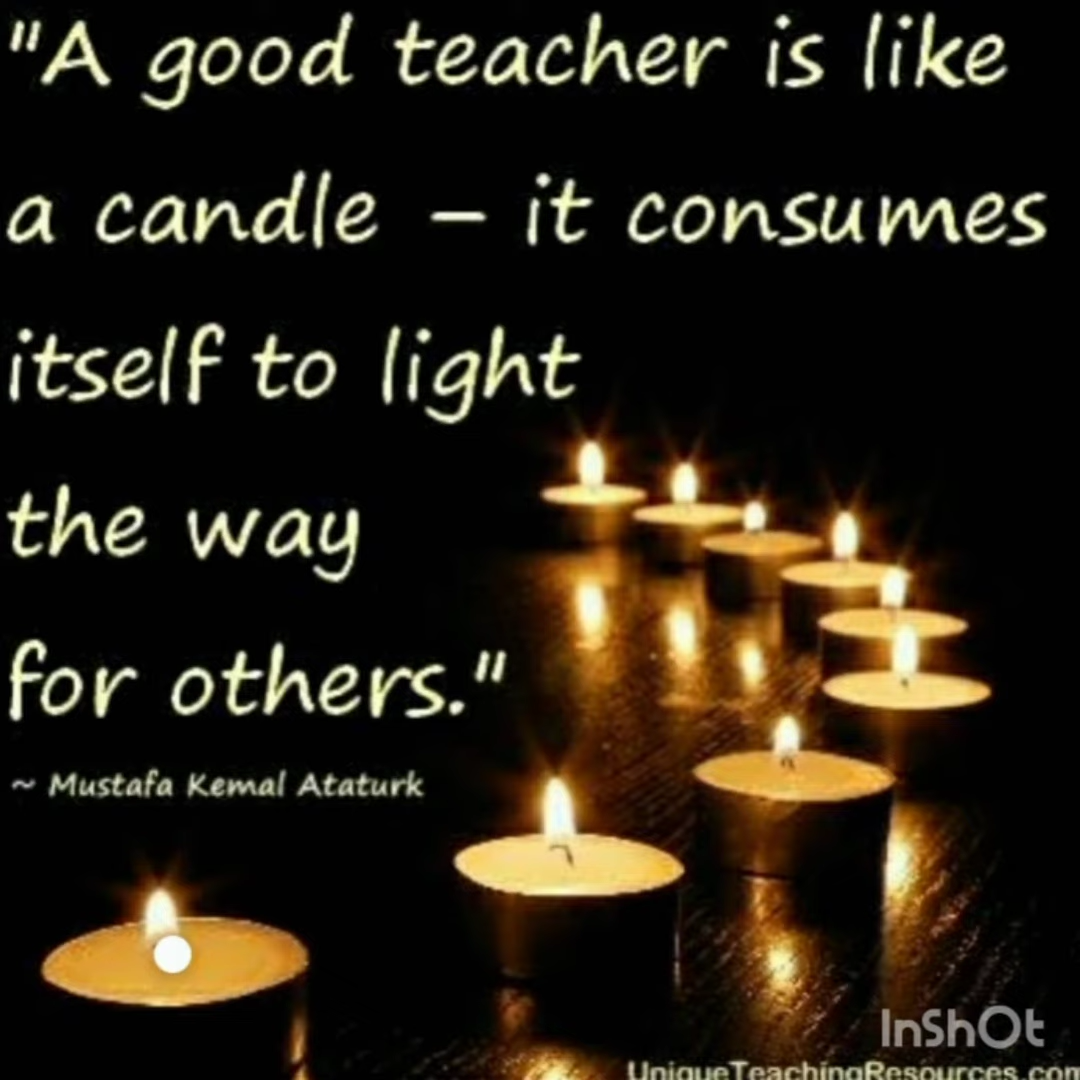 "A good teacher is like
a candle – it consumes
itself to light
the way
for others."
~ Mustafa Kemal Ataturk
InShOt
UniqueTeachingResources.com